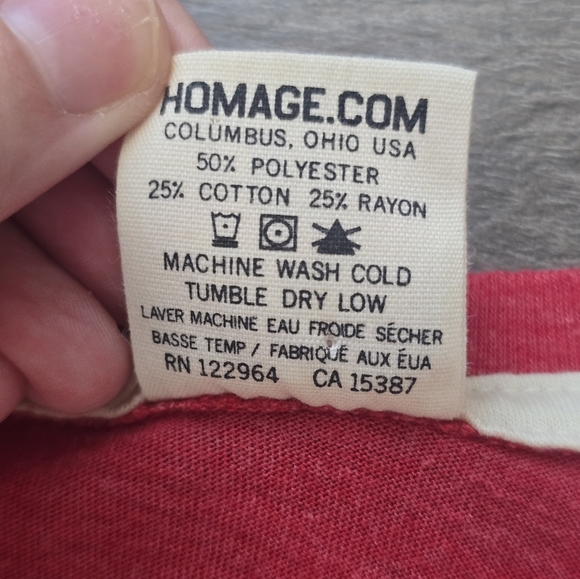 HOMAGE.COM
COLUMBUS, OHIO USA
50% POLYESTER
25% COTTON 25% RAYON
MACHINE WASH COLD
TUMBLE DRY LOW
LAVER MACHINE EAU FROIDE SÉCHER
BASSE TEMP / FABRIQUÉ AUX ÉUA
RN 122964 CA 15387